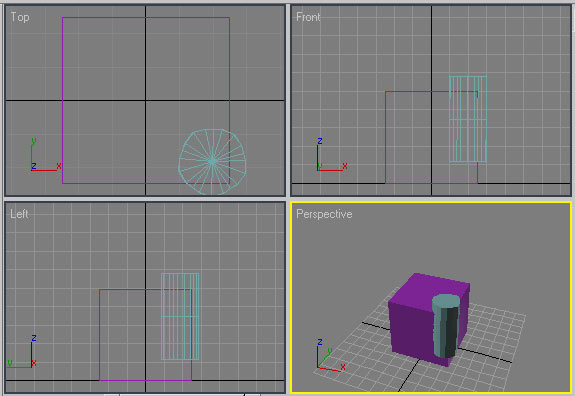 Top
y
z x
Front
z
y x
Left
z
y x
Perspective
z
y
x